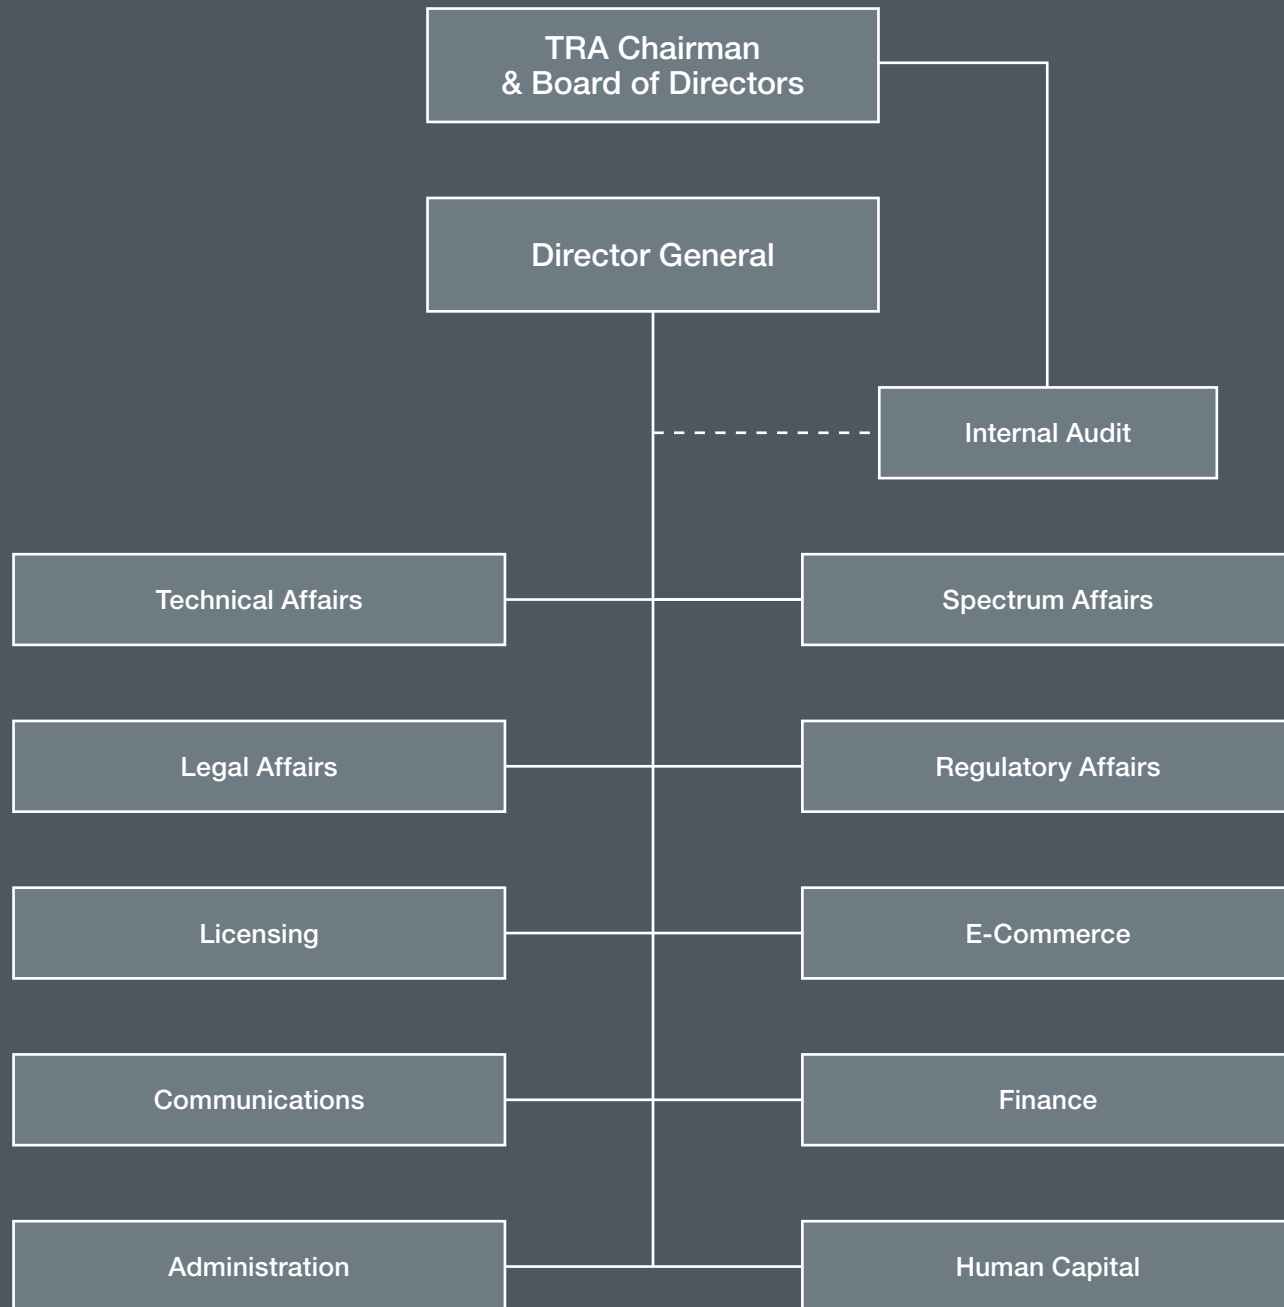 TRA Chairman
& Board of Directors
Director General
Internal Audit
Technical Affairs
Spectrum Affairs
Legal Affairs
Regulatory Affairs
Licensing
E-Commerce
Communications
Finance
Administration
Human Capital